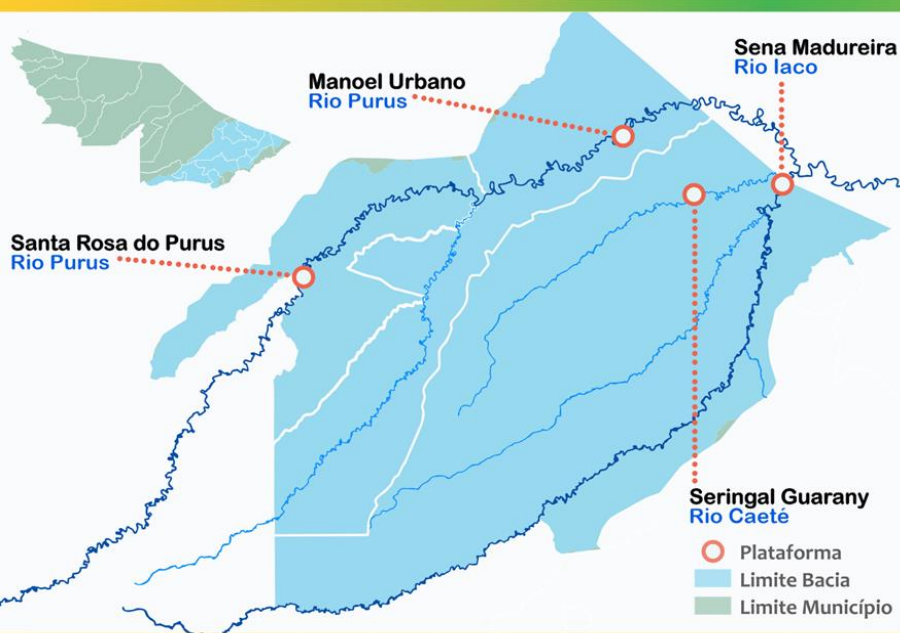 Sena Madureira
Rio Iaco
Manoel Urbano
Rio Purus
Santa Rosa do Purus
Rio Purus
Seringal Guarany
Rio Caeté
Plataforma
Limite Bacia
Limite Município